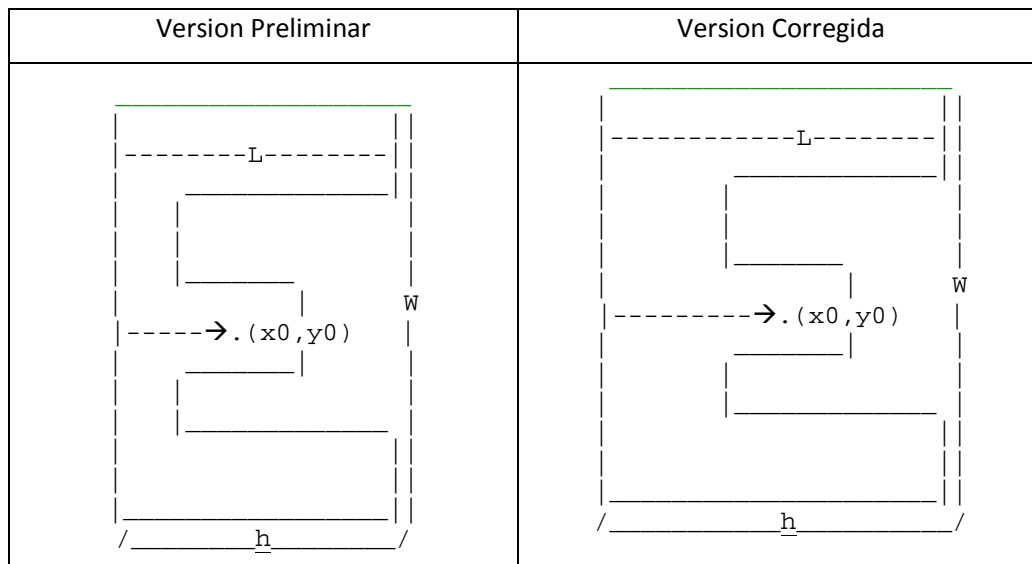 Version Preliminar
Version Corregida
--------L--------
------------L--------
W
W
-----→.(x0,y0)
---------→.(x0,y0)
h
h